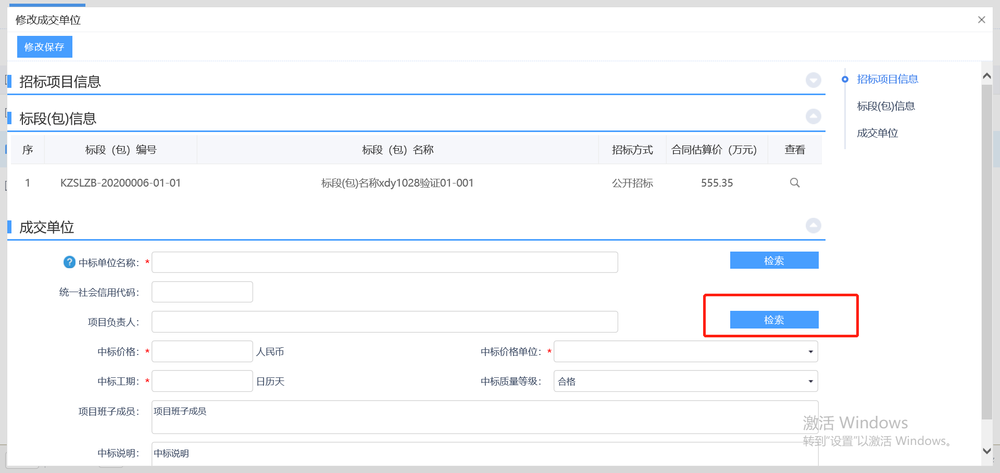 修改成交单位
修改保存
招标项目信息
标段(包)信息
序 标段（包）编号 标段（包）名称 招标方式 合同估算价（万元） 查看
1 KZSLZB-20200006-01-01 标段(包)名称xdy1028验证01-001 公开招标 555.35
成交单位
? 中标单位名称：* 检索
统一社会信用代码：
项目负责人： 检索
中标价格：* 人民币 中标价格单位：*
中标工期：* 日历天 中标质量等级： 合格
项目班子成员： 项目班子成员
中标说明： 中标说明
招标项目信息
标段(包)信息
成交单位
激活 Windows
转到“设置”以激活 Windows。